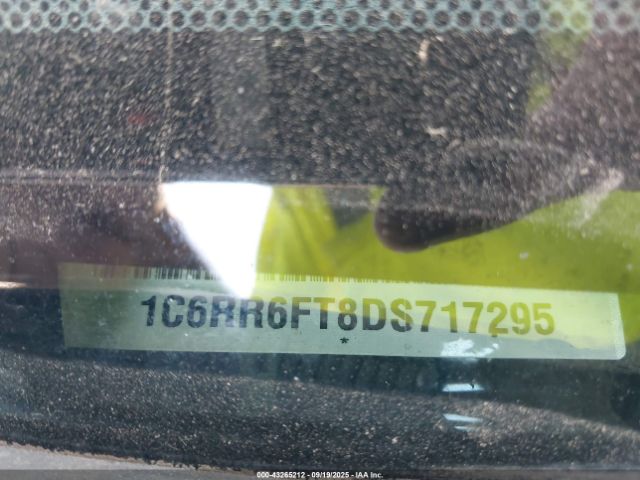 1C6RR6FT8DS717295
*
000-43265212 - 09/19/2025 - IAA Inc.